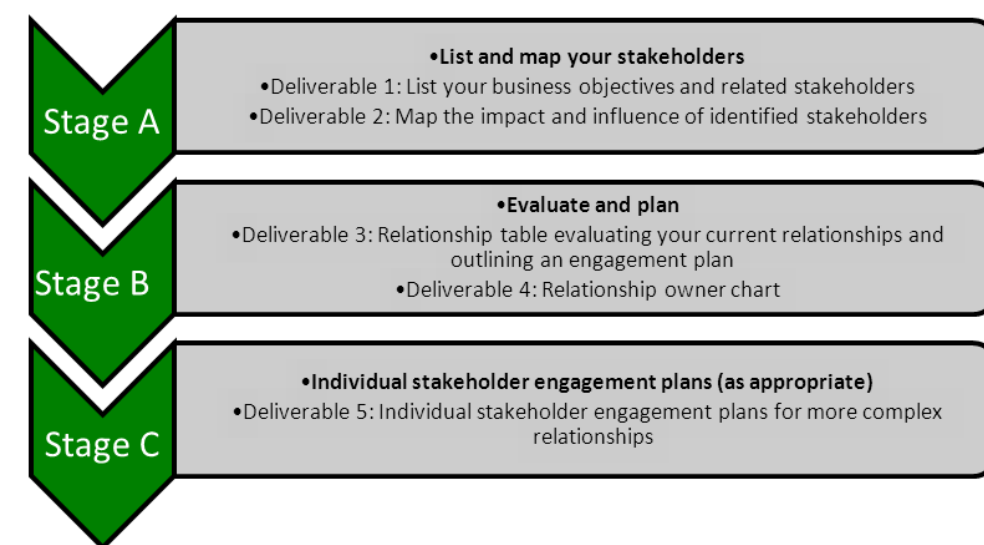 Stage A
•List and map your stakeholders
•Deliverable 1: List your business objectives and related stakeholders
•Deliverable 2: Map the impact and influence of identified stakeholders
Stage B
•Evaluate and plan
•Deliverable 3: Relationship table evaluating your current relationships and
outlining an engagement plan
•Deliverable 4: Relationship owner chart
Stage C
•Individual stakeholder engagement plans (as appropriate)
•Deliverable 5: Individual stakeholder engagement plans for more complex
relationships